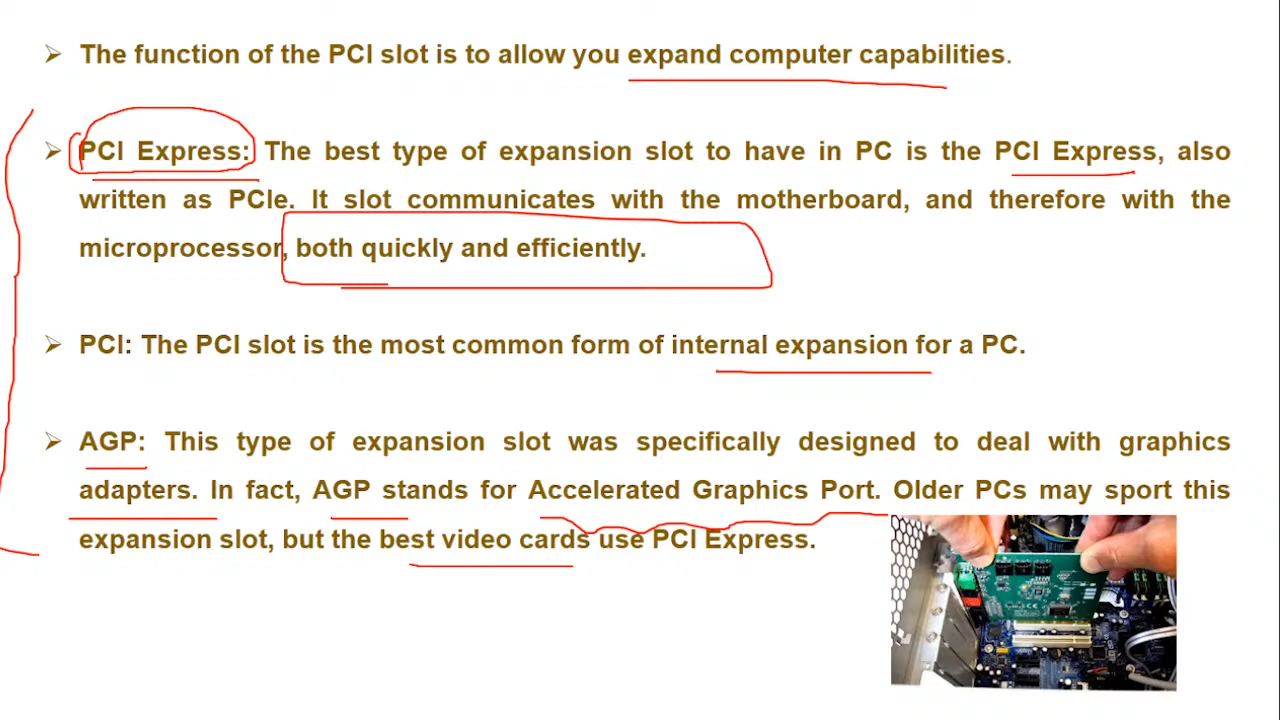 ➢ The function of the PCI slot is to allow you expand computer capabilities.
➢ PCI Express: The best type of expansion slot to have in PC is the PCI Express, also
written as PCIe. It slot communicates with the motherboard, and therefore with the
microprocessor, both quickly and efficiently.
➢ PCI: The PCI slot is the most common form of internal expansion for a PC.
➢ AGP: This type of expansion slot was specifically designed to deal with graphics
adapters. In fact, AGP stands for Accelerated Graphics Port. Older PCs may sport this
expansion slot, but the best video cards use PCI Express.